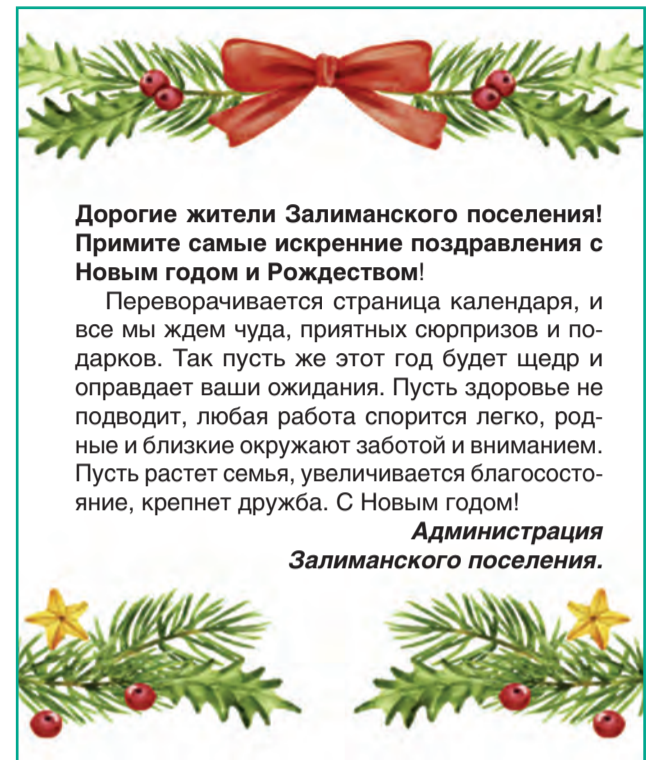 Дорогие жители Залиманского поселения!
Примите самые искренние поздравления с
Новым годом и Рождеством!
Переворачивается страница календаря, и
все мы ждем чуда, приятных сюрпризов и по-
дарков. Так пусть же этот год будет щедр и
оправдает ваши ожидания. Пусть здоровье не
подводит, любая работа спорится легко, род-
ные и близкие окружают заботой и вниманием.
Пусть растет семья, увеличивается благососто-
яние, крепнет дружба. С Новым годом!
Администрация
Залиманского поселения.